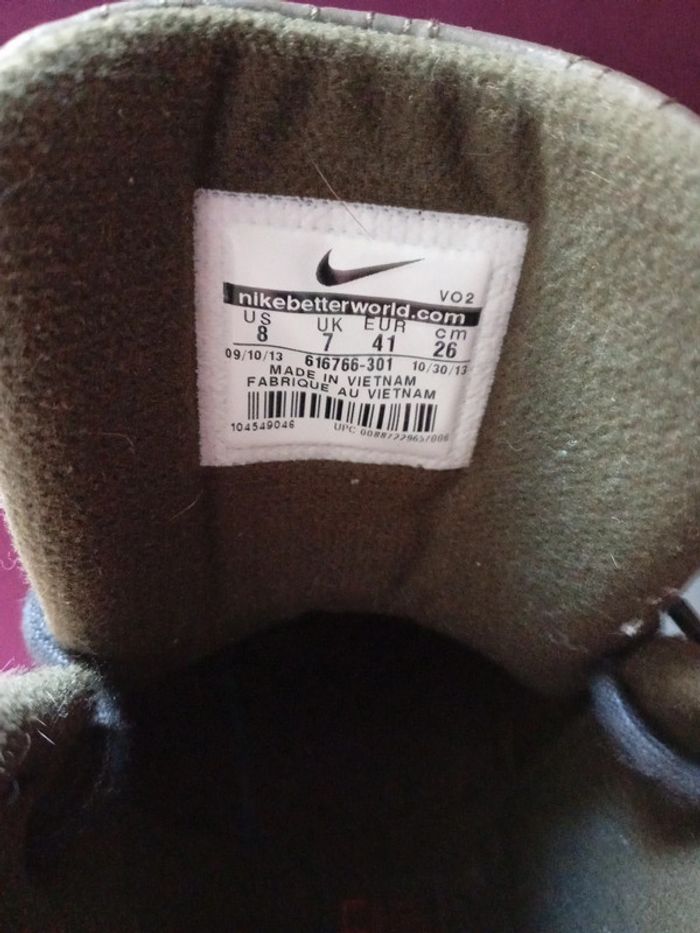 VO2
nikebetterworld.com
US UK EUR cm
8 7 41 26
09/10/13 616766-301 10/30/13
MADE IN VIETNAM
FABRIQUE AU VIETNAM
104549046 UPC